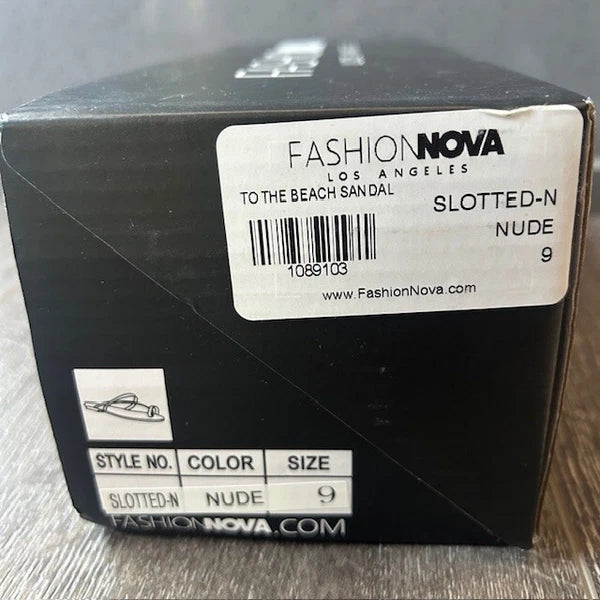 FASHIONNOVA
LOS ANGELES
TO THE BEACH SANDAL
SLOTTED-N
NUDE
9
1089103
www.FashionNova.com
STYLE NO. COLOR SIZE
SLOTTED-N NUDE 9
FASHIONNOVA.COM